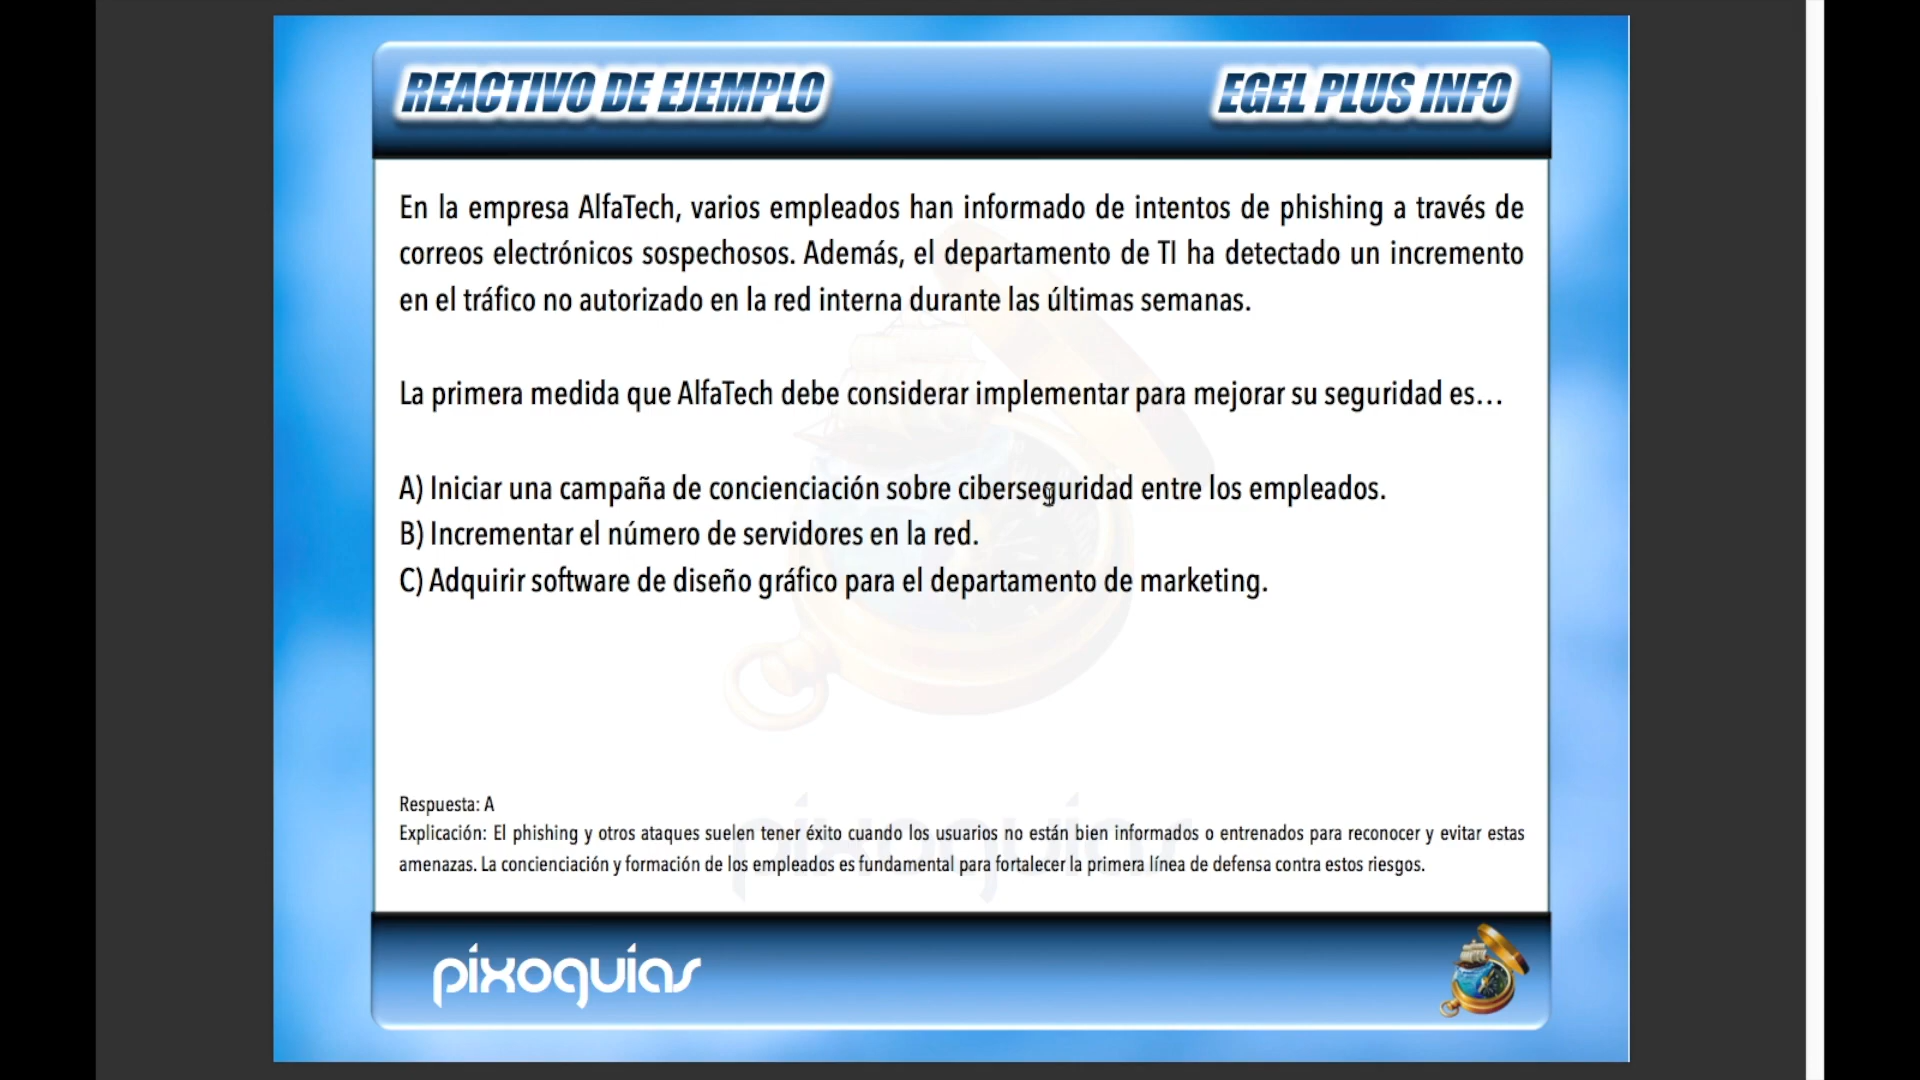 REACTIVO DE EJEMPLO
EGEL PLUS INFO
En la empresa AlfaTech, varios empleados han informado de intentos de phishing a través de
correos electrónicos sospechosos. Además, el departamento de TI ha detectado un incremento
en el tráfico no autorizado en la red interna durante las últimas semanas.
La primera medida que AlfaTech debe considerar implementar para mejorar su seguridad es…
A) Iniciar una campaña de concienciación sobre ciberseguridad entre los empleados.
B) Incrementar el número de servidores en la red.
C) Adquirir software de diseño gráfico para el departamento de marketing.
Respuesta: A
Explicación: El phishing y otros ataques suelen tener éxito cuando los usuarios no están bien informados o entrenados para reconocer y evitar estas
amenazas. La concienciación y formación de los empleados es fundamental para fortalecer la primera línea de defensa contra estos riesgos.
pixoguias
pixoguias